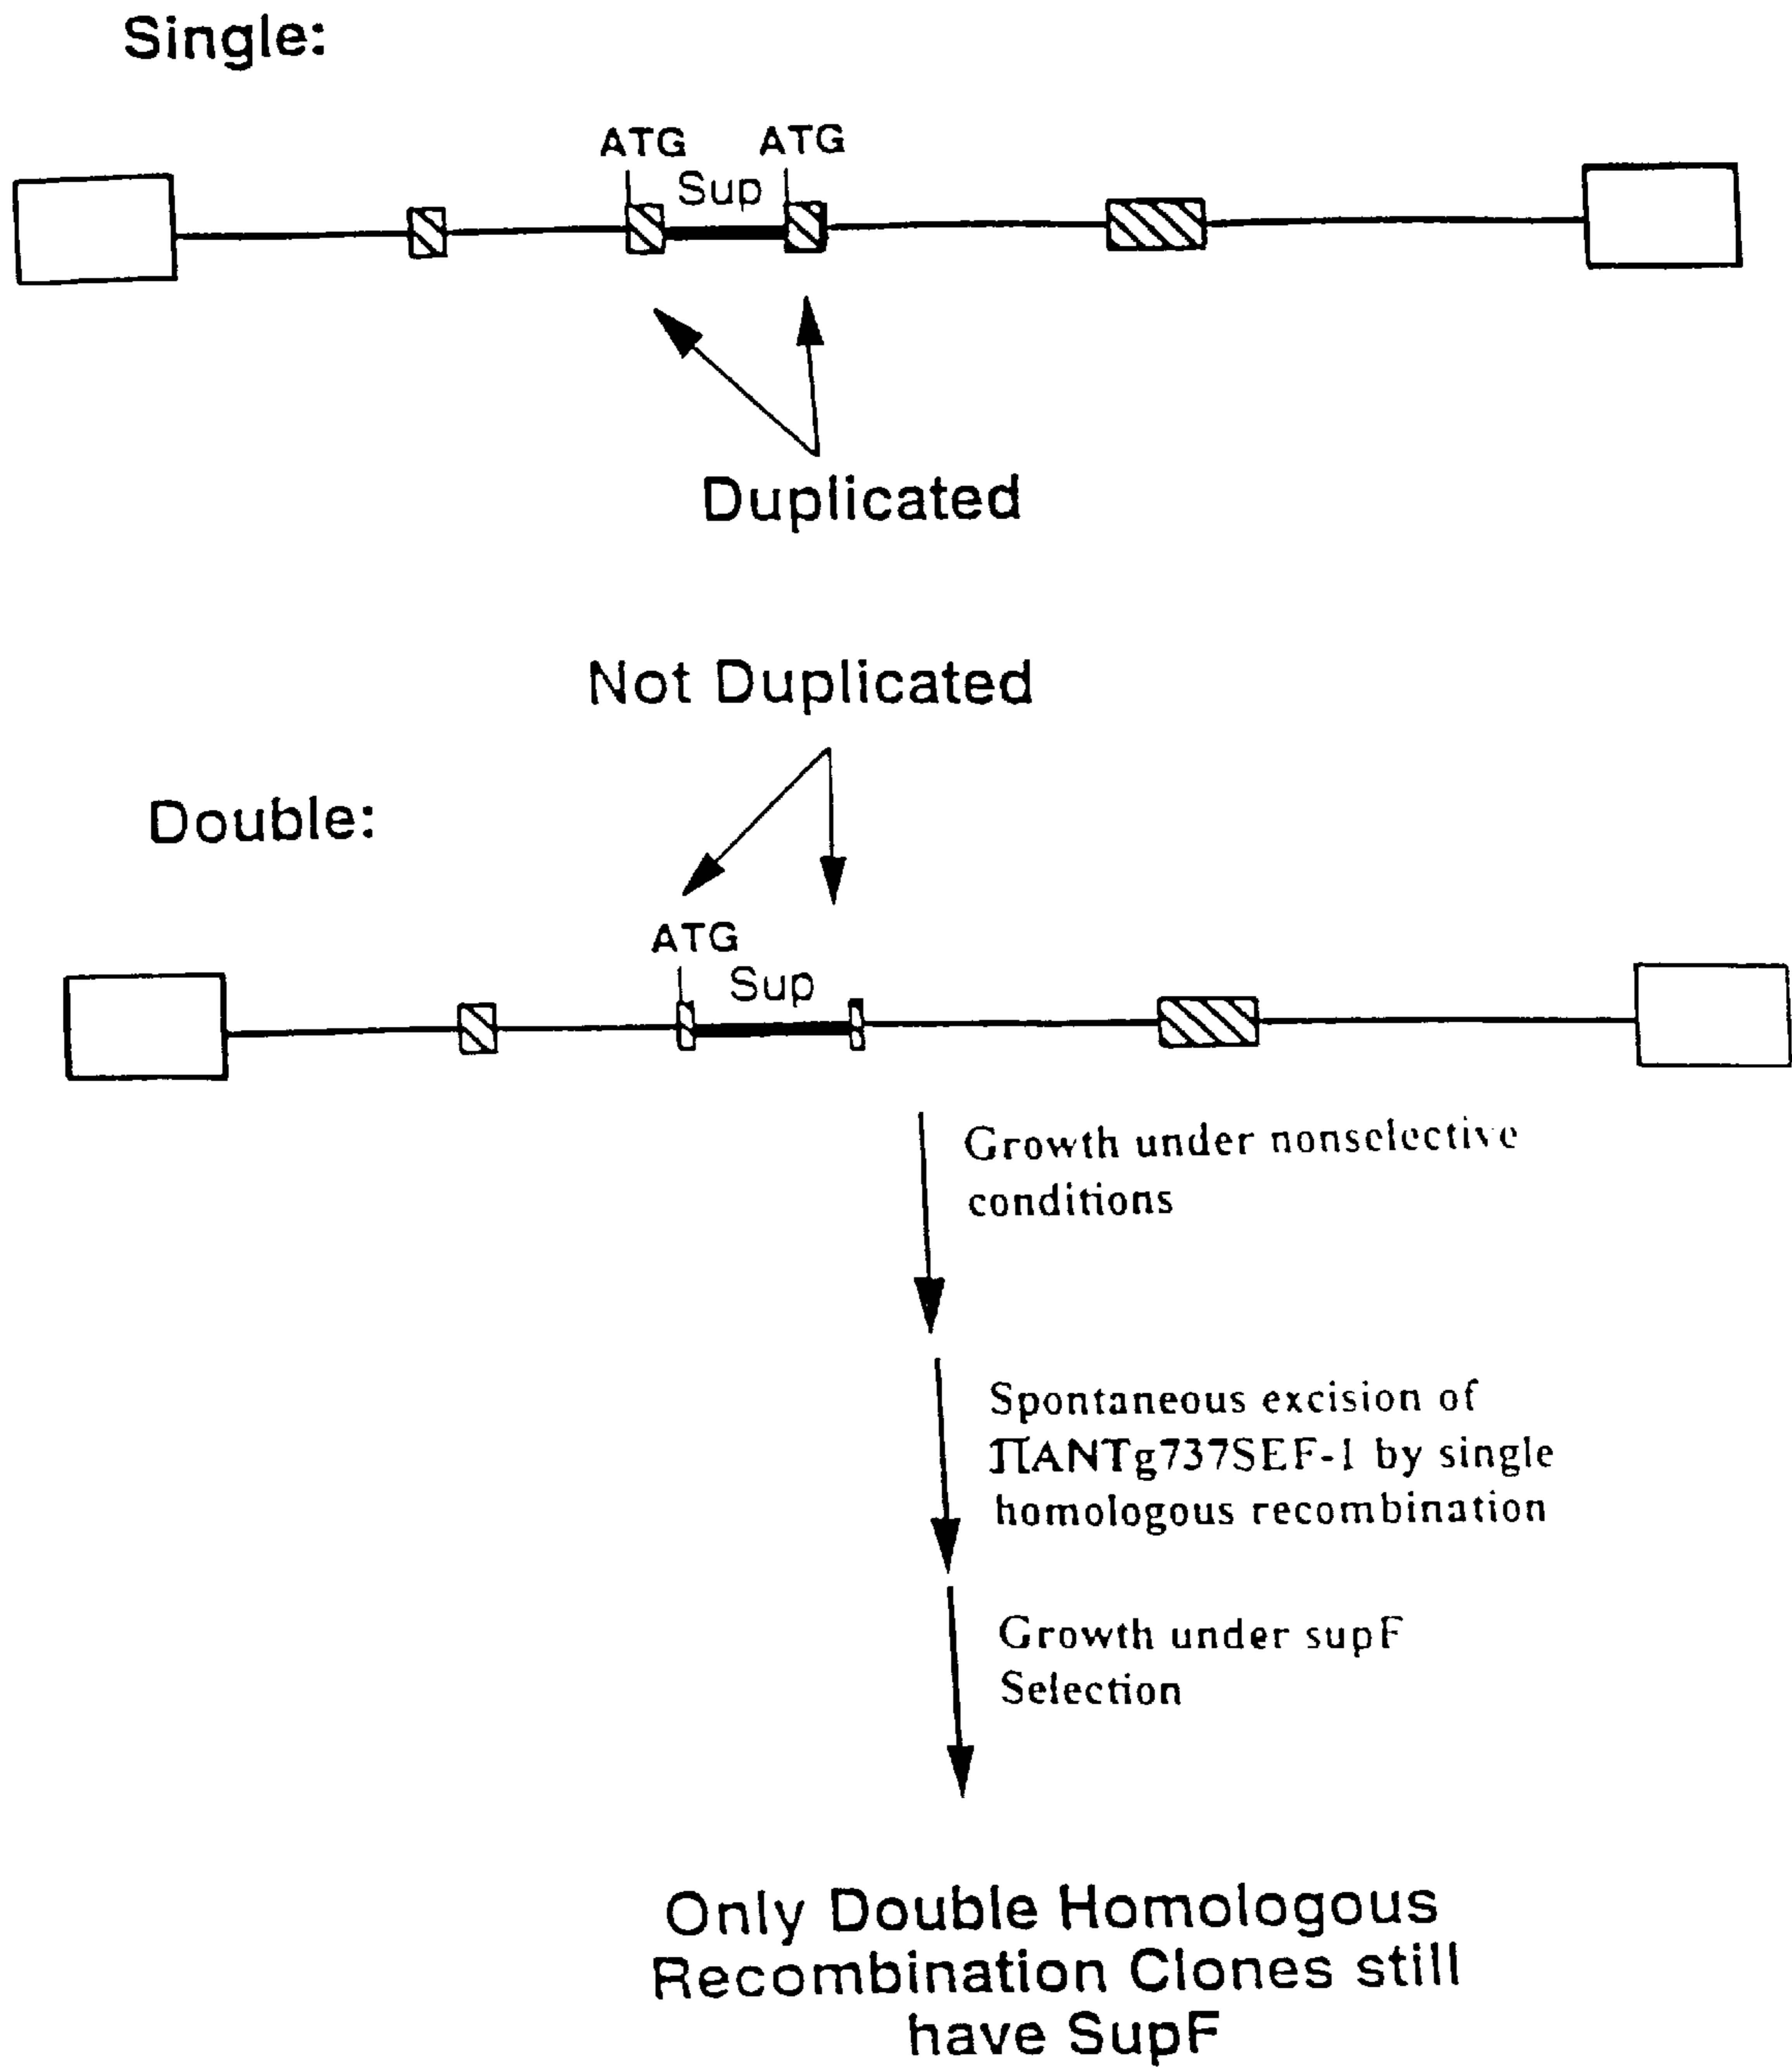 Single:
ATG ATG
Sup
Duplicated
Not Duplicated
Double:
ATG
Sup
Growth under nonselective
conditions
Spontaneous excision of
ΠANTg737SEF-1 by single
homologous recombination
Growth under supF
Selection
Only Double Homologous
Recombination Clones still
have SupF